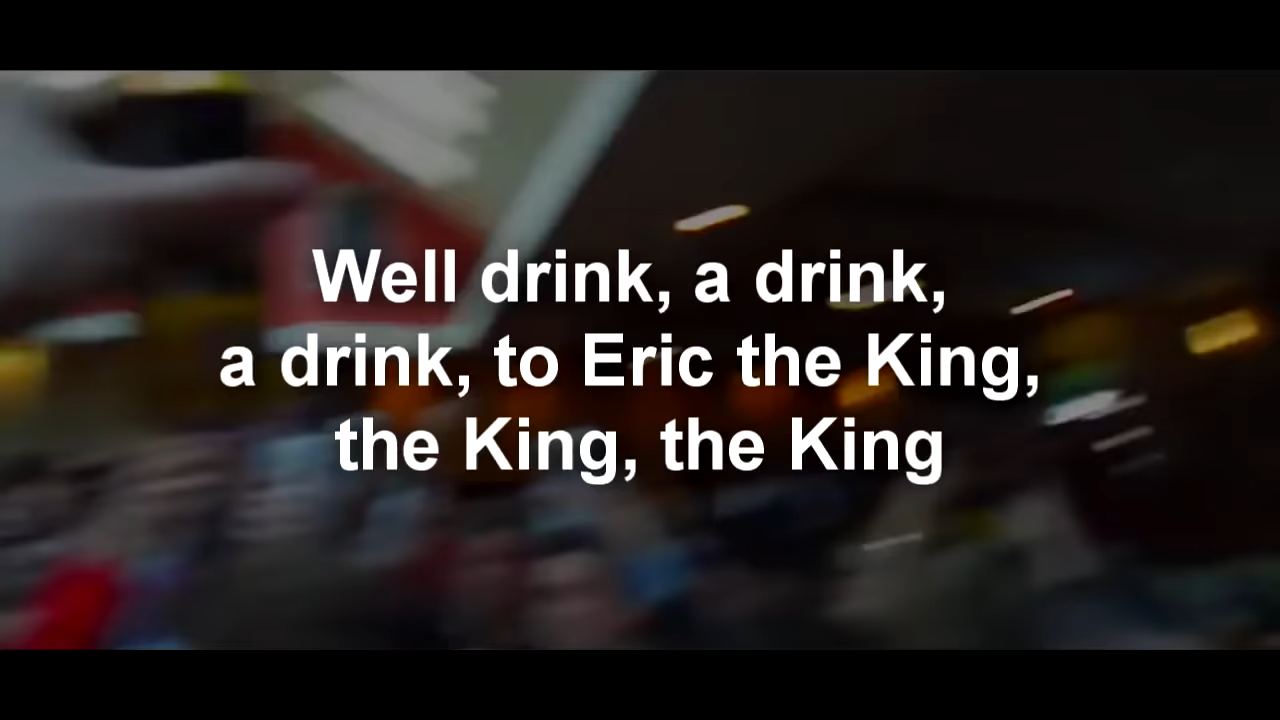 Well drink, a drink,
a drink, to Eric the King,
the King, the King